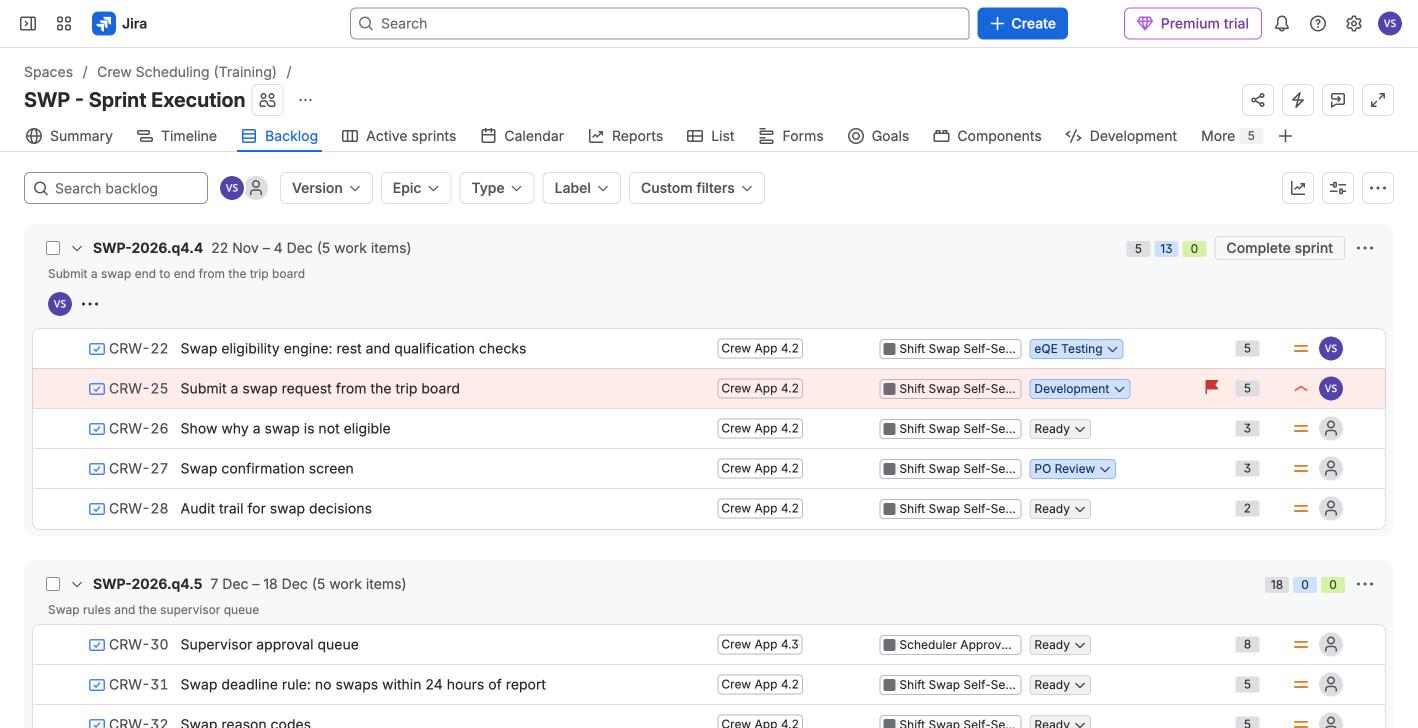 Jira
Search
Create
Premium trial
VS
Spaces / Crew Scheduling (Training) /
SWP - Sprint Execution
Summary Timeline Backlog Active sprints Calendar Reports List Forms Goals Components Development More 5
Search backlog VS Version Epic Type Label Custom filters
SWP-2026.q4.4 22 Nov – 4 Dec (5 work items) 5 13 0 Complete sprint
Submit a swap end to end from the trip board
VS
CRW-22 Swap eligibility engine: rest and qualification checks Crew App 4.2 Shift Swap Self-Se... eQE Testing 5 VS
CRW-25 Submit a swap request from the trip board Crew App 4.2 Shift Swap Self-Se... Development 5 VS
CRW-26 Show why a swap is not eligible Crew App 4.2 Shift Swap Self-Se... Ready 3
CRW-27 Swap confirmation screen Crew App 4.2 Shift Swap Self-Se... PO Review 3
CRW-28 Audit trail for swap decisions Crew App 4.2 Shift Swap Self-Se... Ready 2
SWP-2026.q4.5 7 Dec – 18 Dec (5 work items) 18 0 0
Swap rules and the supervisor queue
CRW-30 Supervisor approval queue Crew App 4.3 Scheduler Approv... Ready 8
CRW-31 Swap deadline rule: no swaps within 24 hours of report Crew App 4.2 Shift Swap Self-Se... Ready 5
CRW-32 Swap reason codes Crew App 4.2 Shift Swap Self-Se... Ready 5